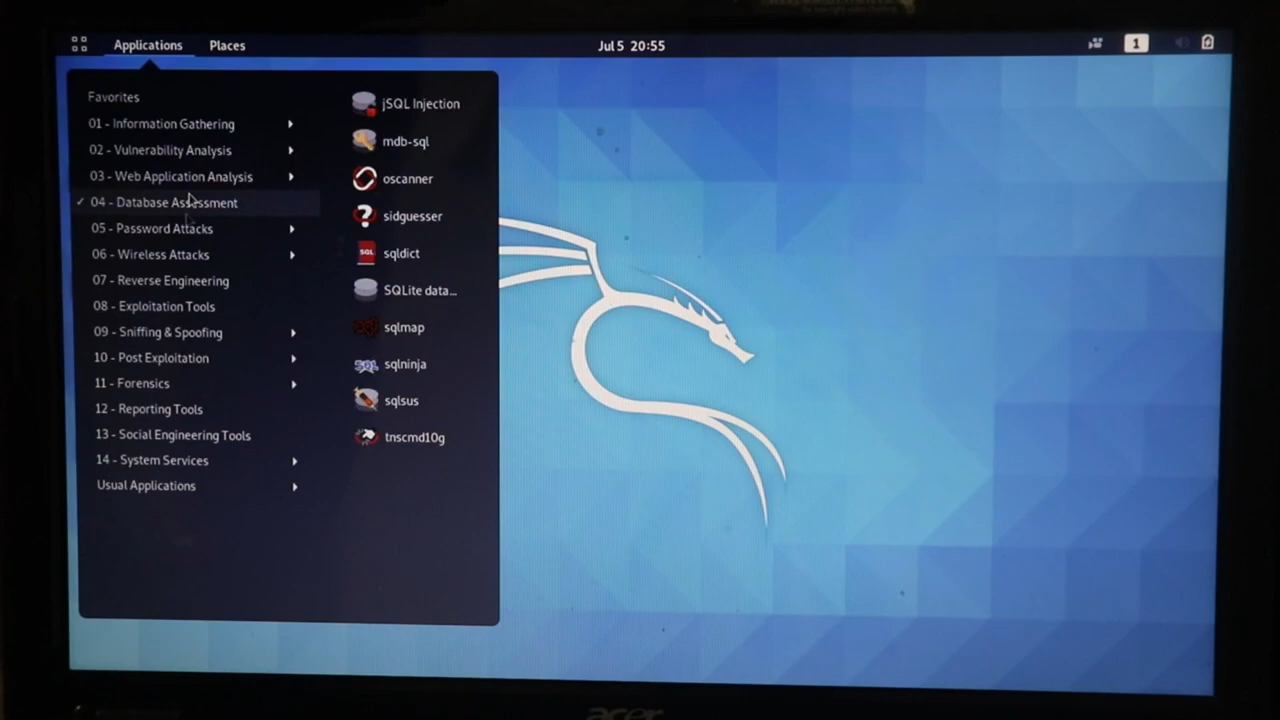 Applications Places Jul 5 20:55 1
Favorites
01 - Information Gathering
02 - Vulnerability Analysis
03 - Web Application Analysis
04 - Database Assessment
05 - Password Attacks
06 - Wireless Attacks
07 - Reverse Engineering
08 - Exploitation Tools
09 - Sniffing & Spoofing
10 - Post Exploitation
11 - Forensics
12 - Reporting Tools
13 - Social Engineering Tools
14 - System Services
Usual Applications
jSQL Injection
mdb-sql
oscanner
sidguesser
SQL
sqldict
SQLite data...
sqlmap
SQL
sqlninja
sqlsus
tnscmd10g
acer